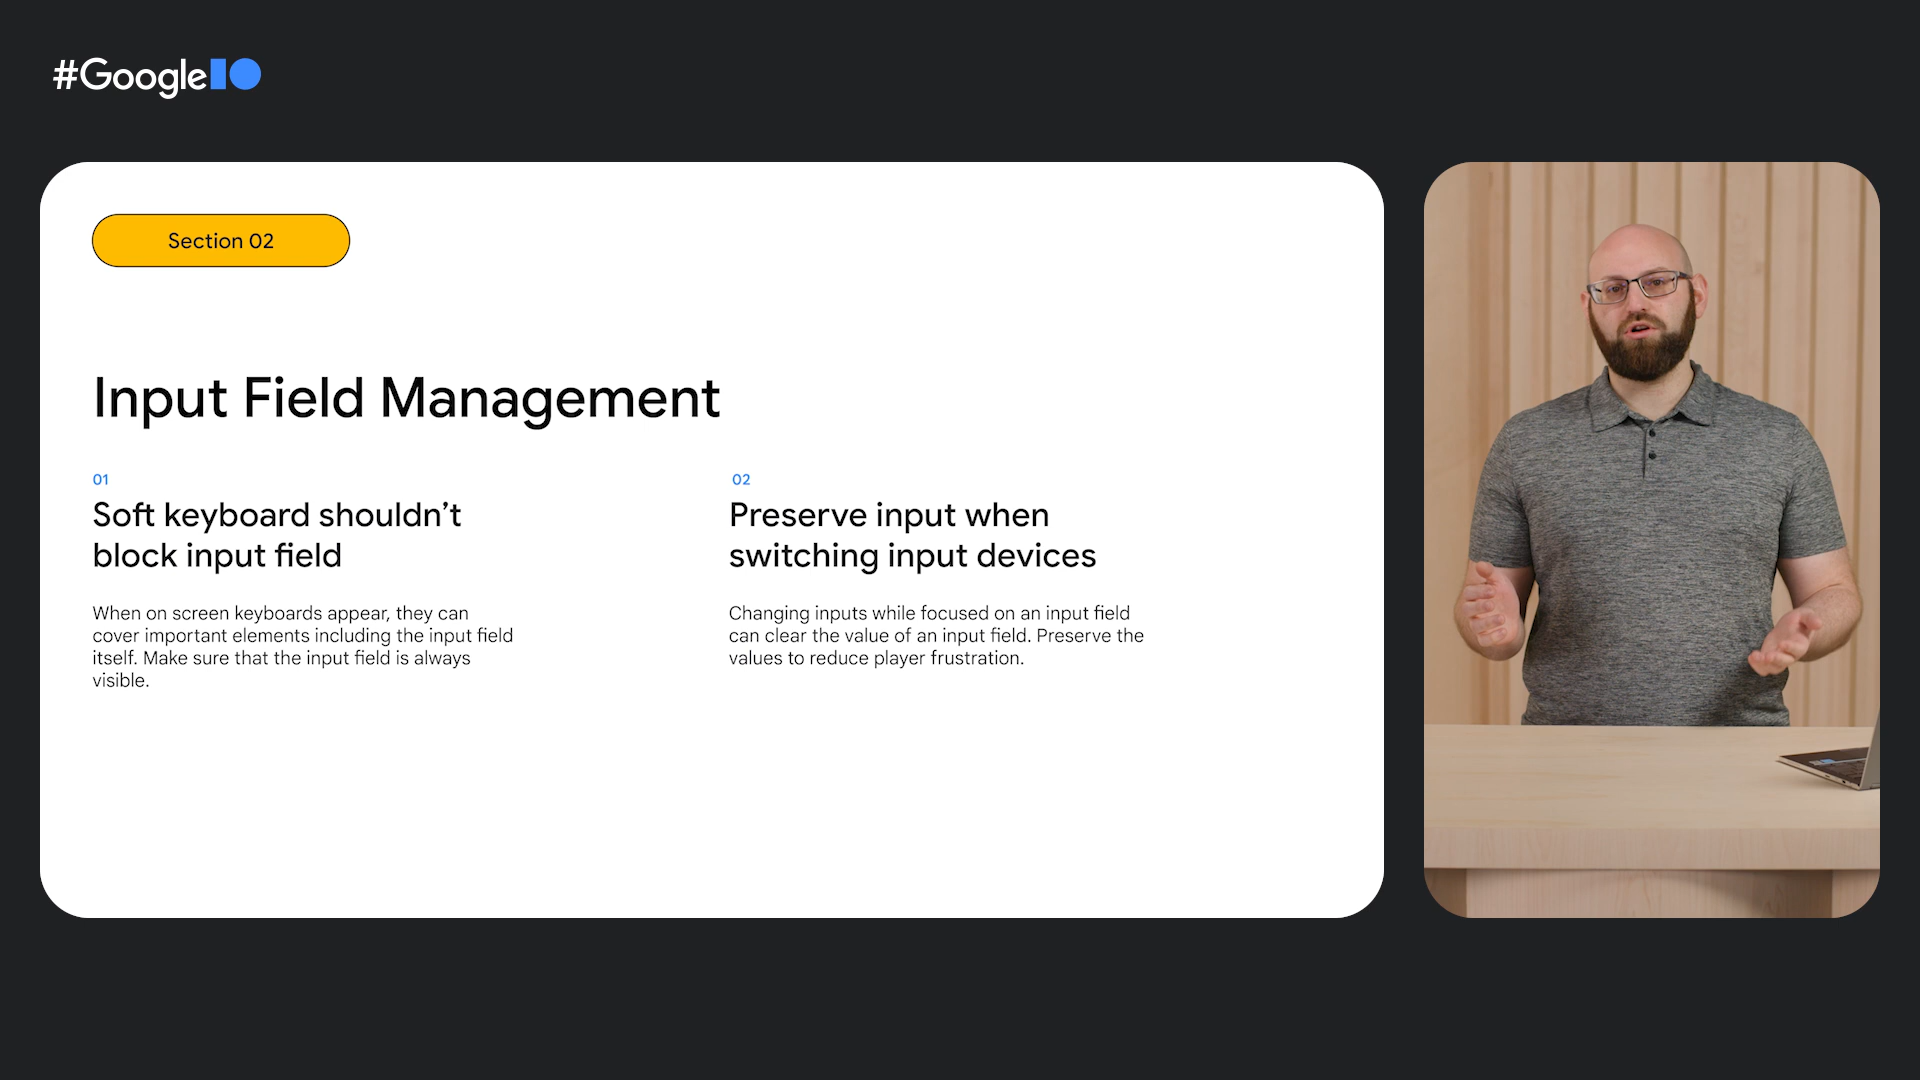 #GoogleIO
Section 02
Input Field Management
01
Soft keyboard shouldn’t
block input field
When on screen keyboards appear, they can
cover important elements including the input field
itself. Make sure that the input field is always
visible.
02
Preserve input when
switching input devices
Changing inputs while focused on an input field
can clear the value of an input field. Preserve the
values to reduce player frustration.